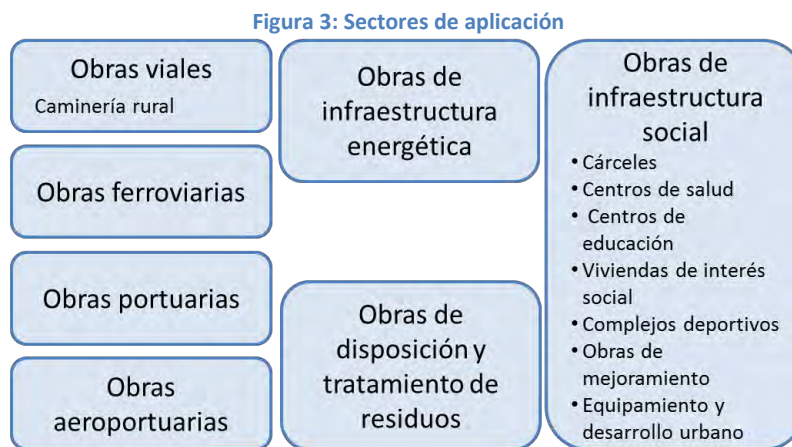 Figura 3: Sectores de aplicación
Obras viales
Caminería rural
Obras ferroviarias
Obras portuarias
Obras
aeroportuarias
Obras de
infraestructura
energética
Obras de
disposición y
tratamiento de
residuos
Obras de
infraestructura
social
• Cárceles
• Centros de salud
• Centros de
educación
• Viviendas de interés
social
• Complejos deportivos
• Obras de
mejoramiento
• Equipamiento y
desarrollo urbano